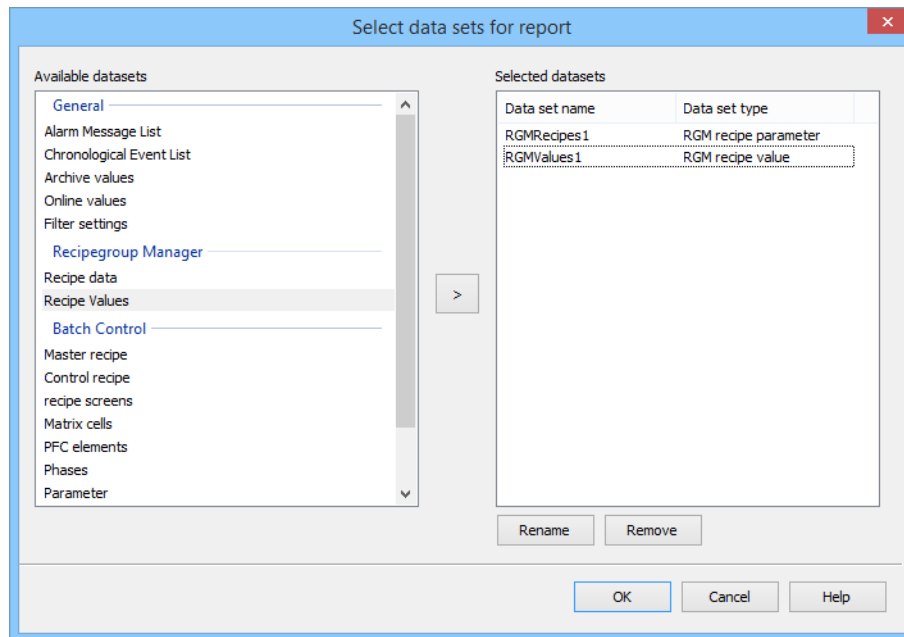 Select data sets for report
Available datasets
General
Alarm Message List
Chronological Event List
Archive values
Online values
Filter settings
Recipegroup Manager
Recipe data
Recipe Values
Batch Control
Master recipe
Control recipe
recipe screens
Matrix cells
PFC elements
Phases
Parameter
>
Selected datasets
Data set name Data set type
RGMRecipes1 RGM recipe parameter
RGMValues1 RGM recipe value
Rename Remove
OK Cancel Help